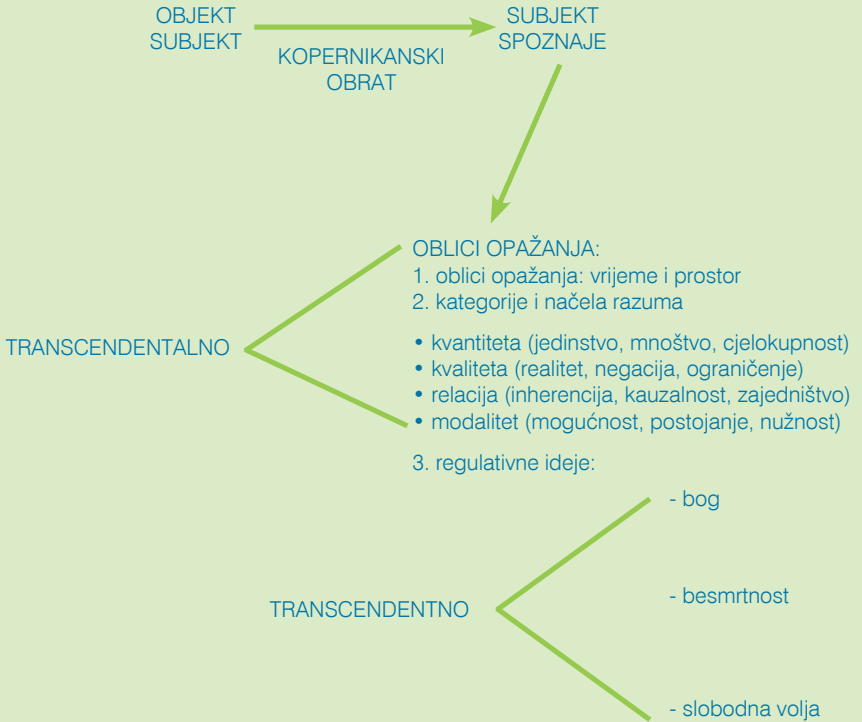 OBJEKT
SUBJEKT
KOPERNIKANSKI
OBRAT
SUBJEKT
SPOZNAJE
OBLICI OPAŽANJA:
1. oblici opažanja: vrijeme i prostor
2. kategorije i načela razuma
TRANSCENDENTALNO
• kvantiteta (jedinstvo, mnoštvo, cjelokupnost)
• kvaliteta (realitet, negacija, ograničenje)
• relacija (inherencija, kauzalnost, zajedništvo)
• modalitet (mogućnost, postojanje, nužnost)
3. regulativne ideje:
- bog
TRANSCENDENTNO
- besmrtnost
- slobodna volja